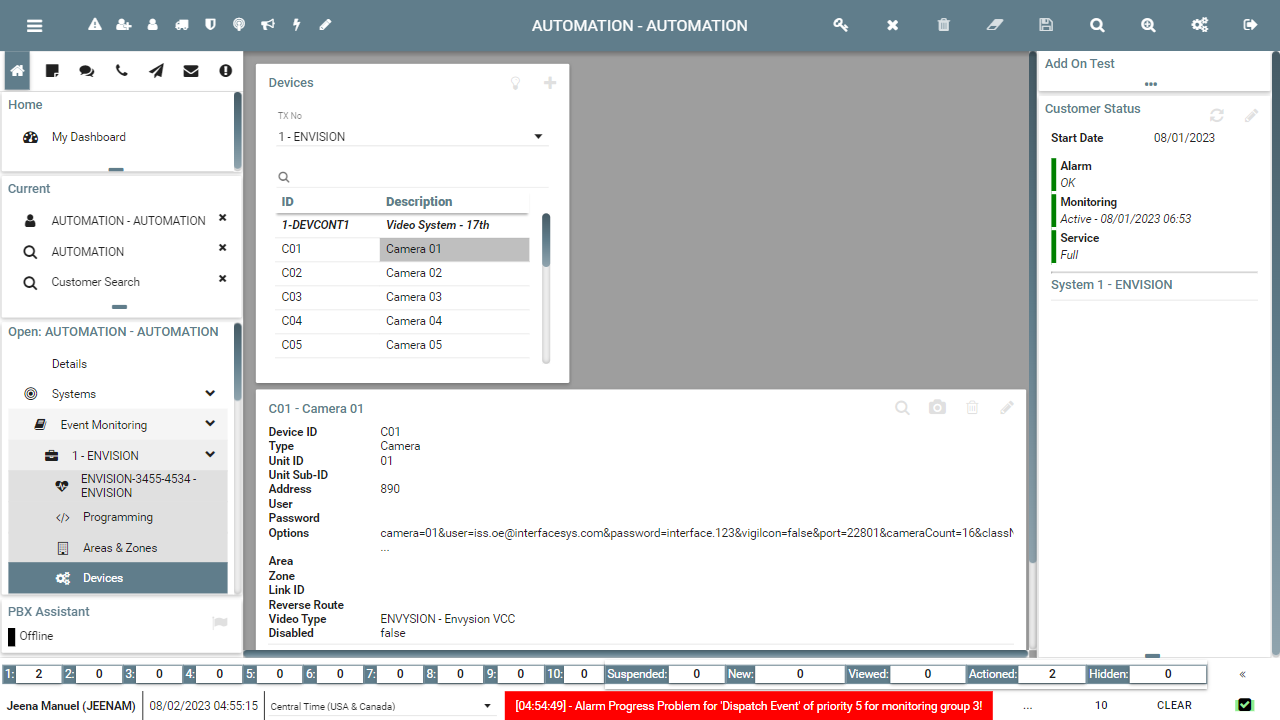 AUTOMATION - AUTOMATION
Home
My Dashboard
Current
AUTOMATION - AUTOMATION
AUTOMATION
Customer Search
Open: AUTOMATION - AUTOMATION
Details
Systems
Event Monitoring
1 - ENVISION
ENVISION-3455-4534 -
ENVISION
Programming
Areas & Zones
Devices
PBX Assistant
Offline
Devices
TX No
1 - ENVISION
ID Description
1-DEVCONT1 Video System - 17th
C01 Camera 01
C02 Camera 02
C03 Camera 03
C04 Camera 04
C05 Camera 05
C01 - Camera 01
Device ID C01
Type Camera
Unit ID 01
Unit Sub-ID
Address 890
User
Password
Options camera=01&user=iss.oe@interfacesys.com&password=interface.123&vigilcon=false&port=22801&cameraCount=16&classN
...
Area
Zone
Link ID
Reverse Route
Video Type ENVYSION - Envysion VCC
Disabled false
Add On Test
Customer Status
Start Date 08/01/2023
Alarm
OK
Monitoring
Active - 08/01/2023 06:53
Service
Full
System 1 - ENVISION
1: 2 2: 0 3: 0 4: 0 5: 0 6: 0 7: 0 8: 0 9: 0 10: 0 Suspended: 0 New: 0 Viewed: 0 Actioned: 2 Hidden: 0 «
Jeena Manuel (JEENAM) 08/02/2023 04:55:15 Central Time (USA & Canada) [04:54:49] - Alarm Progress Problem for 'Dispatch Event' of priority 5 for monitoring group 3! ... 10 CLEAR